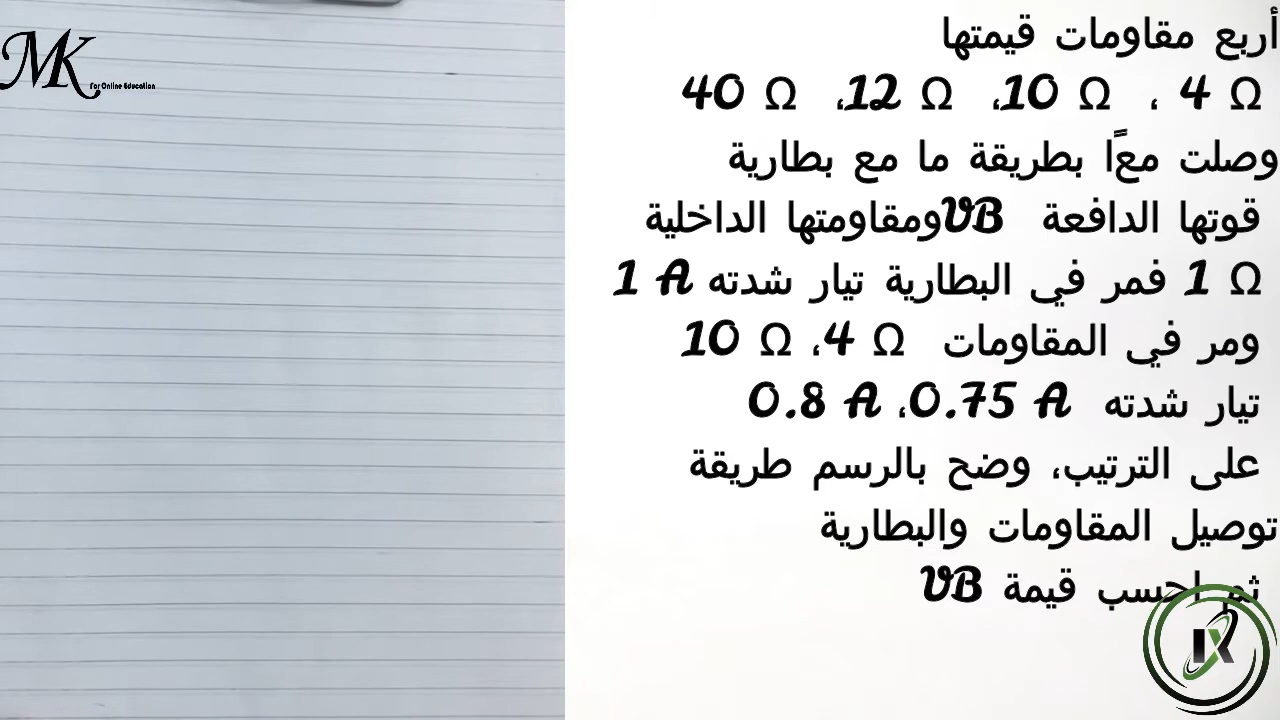 MK
For Online Education
أربع مقاومات قيمتها
4 Ω ، 10 Ω ،12 Ω ،40 Ω
وصلت معًا بطريقة ما مع بطارية
قوتها الدافعة VB ومقاومتها الداخلية
1 Ω فمر في البطارية تيار شدته 1 A
ومر في المقاومات 4 Ω ،10 Ω
تيار شدته 0.75 A ،0.8 A
على الترتيب، وضح بالرسم طريقة
توصيل المقاومات والبطارية
ثم احسب قيمة VB